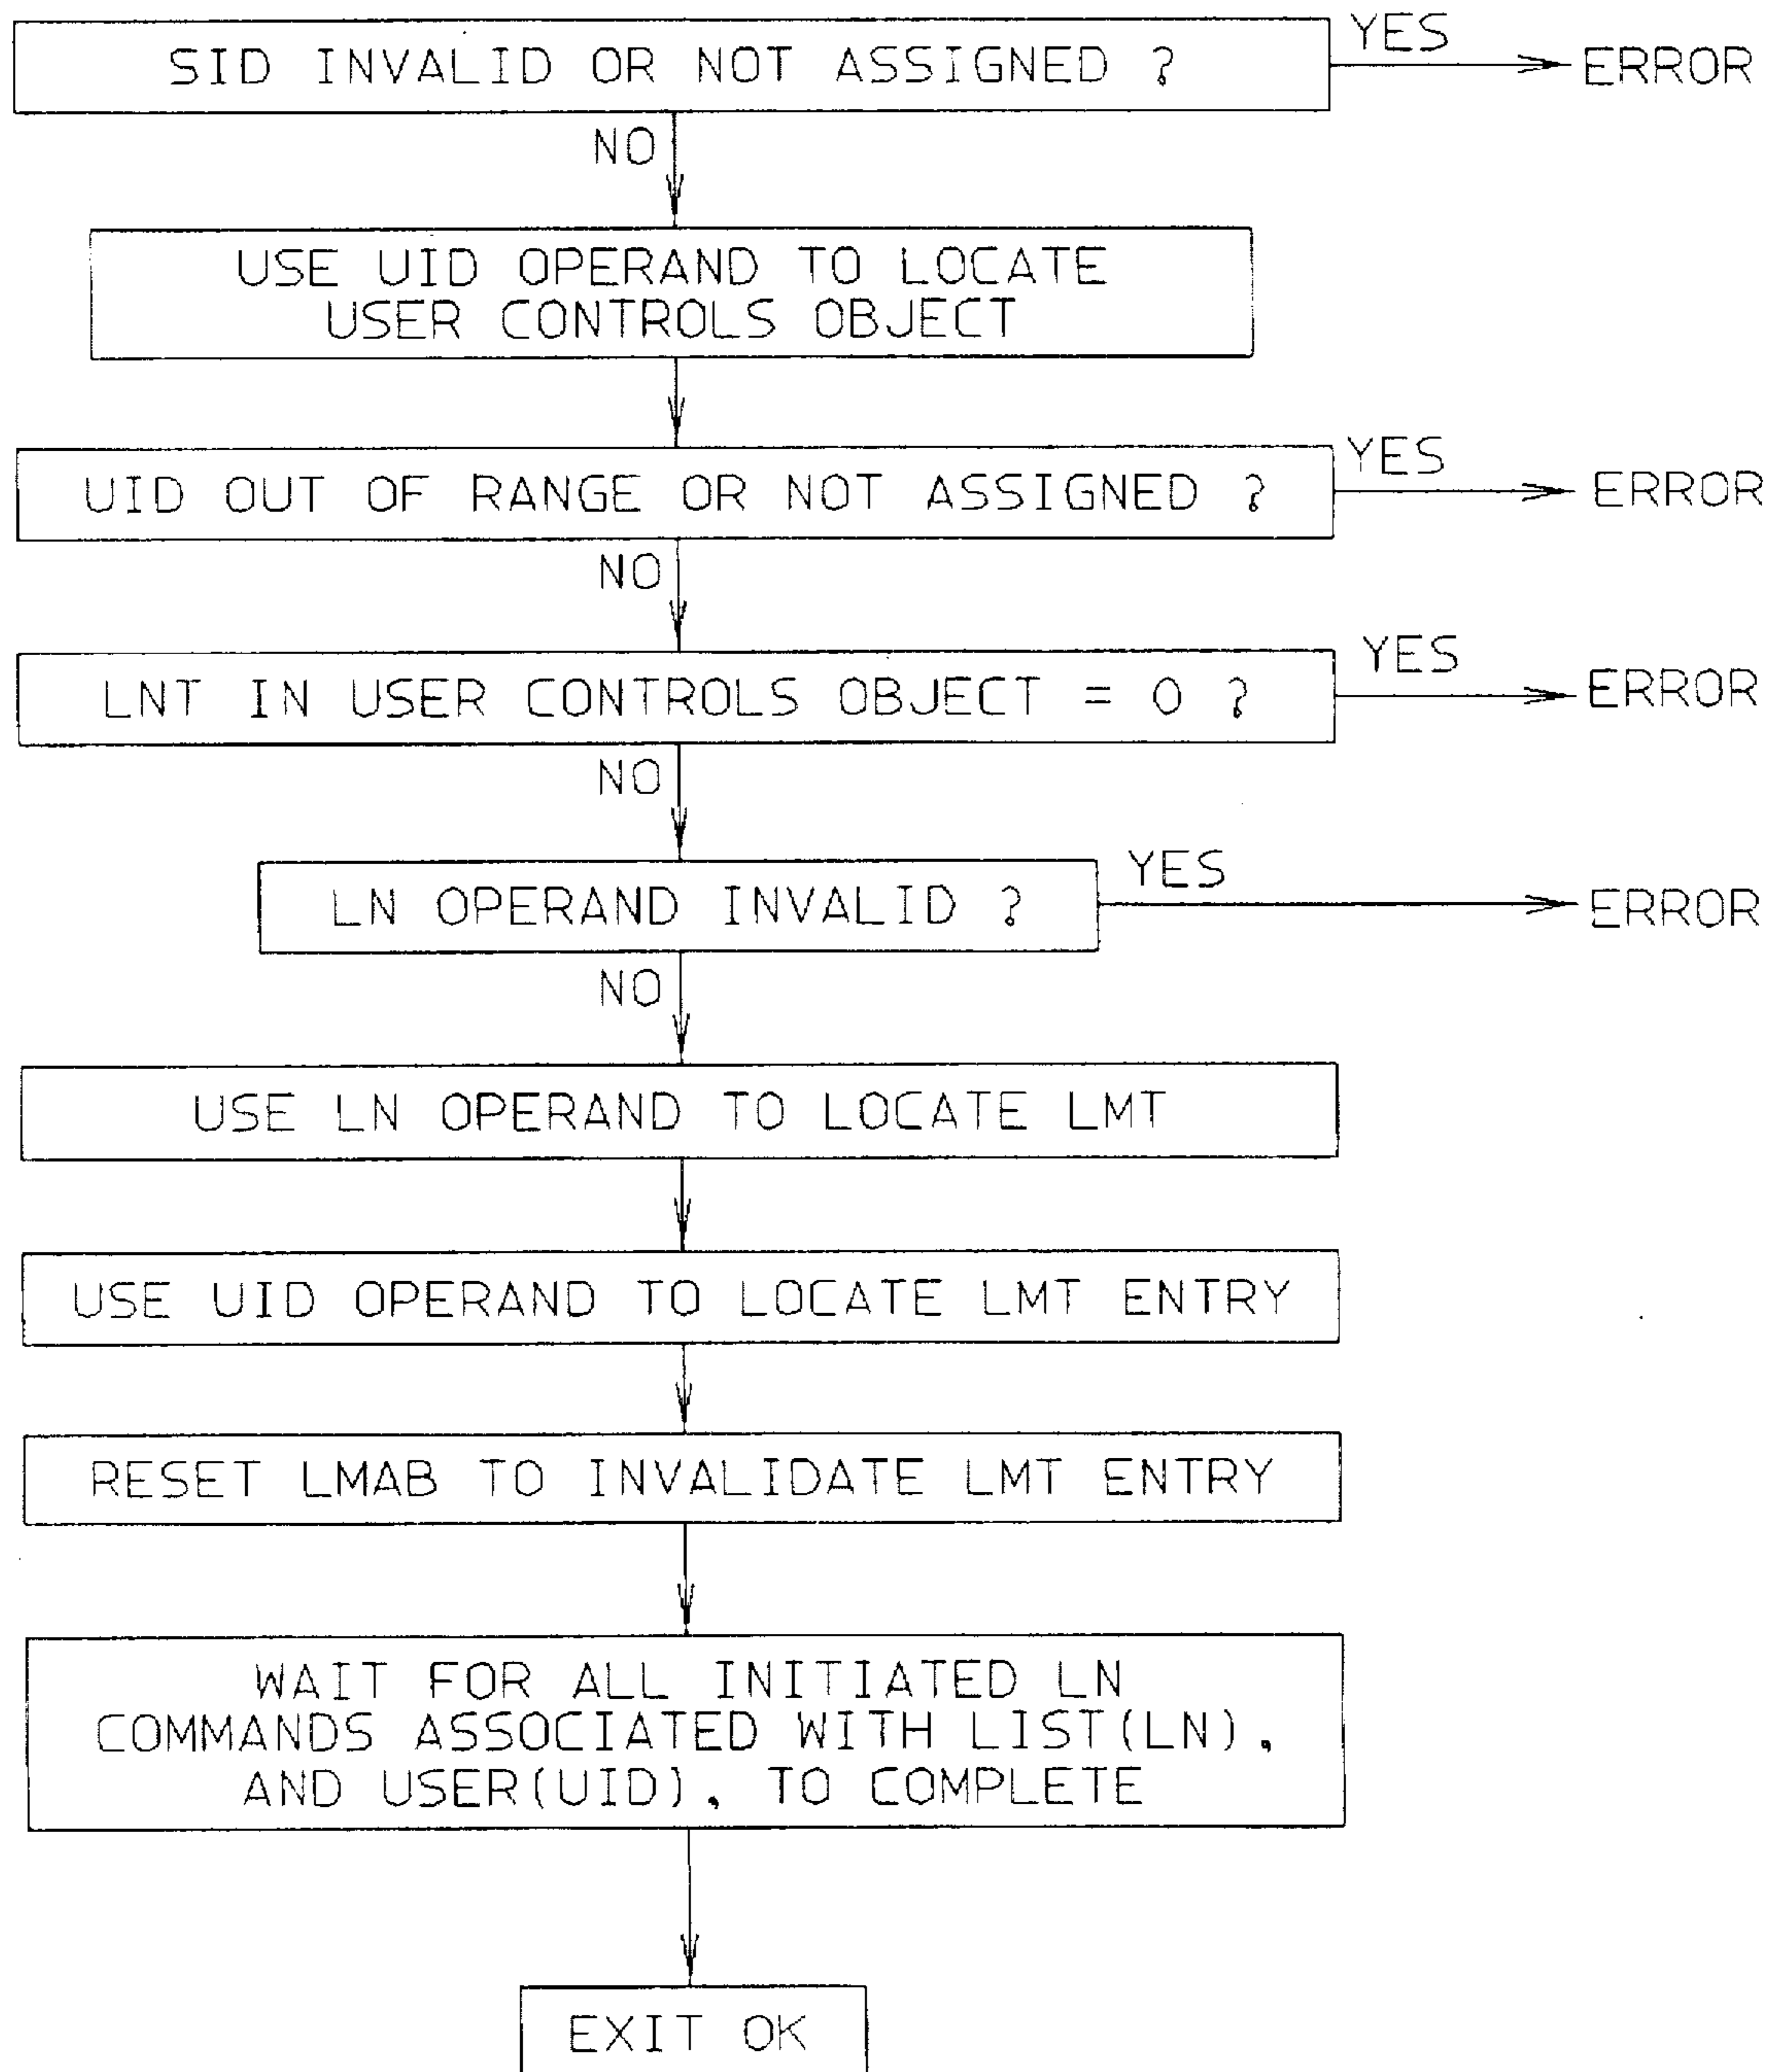 SID INVALID OR NOT ASSIGNED ?
YES
ERROR
NO
USE UID OPERAND TO LOCATE
USER CONTROLS OBJECT
UID OUT OF RANGE OR NOT ASSIGNED ?
YES
ERROR
NO
LNT IN USER CONTROLS OBJECT = 0 ?
YES
ERROR
NO
LN OPERAND INVALID ?
YES
ERROR
NO
USE LN OPERAND TO LOCATE LMT
USE UID OPERAND TO LOCATE LMT ENTRY
RESET LMAB TO INVALIDATE LMT ENTRY
WAIT FOR ALL INITIATED LN
COMMANDS ASSOCIATED WITH LIST(LN),
AND USER(UID), TO COMPLETE
EXIT OK